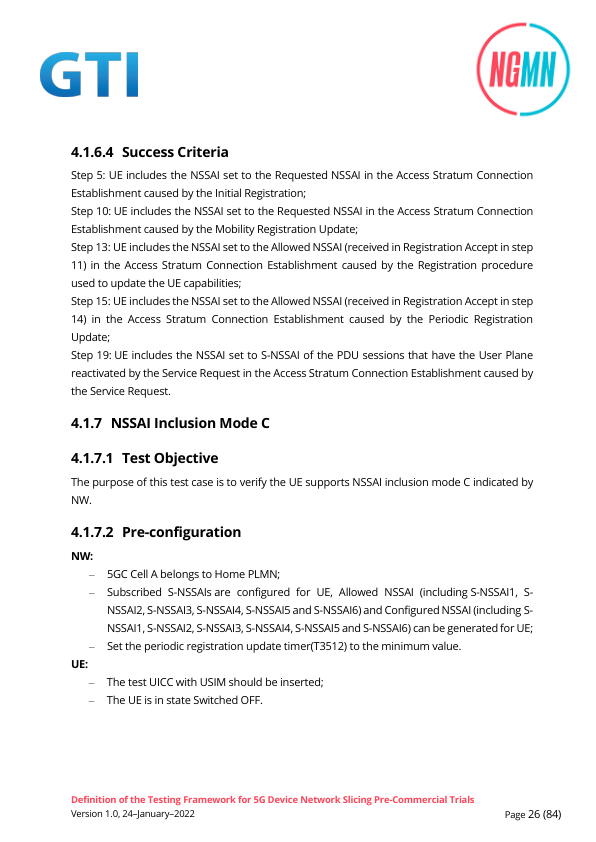 GTI
NGMN
4.1.6.4 Success Criteria
Step 5: UE includes the NSSAI set to the Requested NSSAI in the Access Stratum Connection
Establishment caused by the Initial Registration;
Step 10: UE includes the NSSAI set to the Requested NSSAI in the Access Stratum Connection
Establishment caused by the Mobility Registration Update;
Step 13: UE includes the NSSAI set to the Allowed NSSAI (received in Registration Accept in step
11) in the Access Stratum Connection Establishment caused by the Registration procedure
used to update the UE capabilities;
Step 15: UE includes the NSSAI set to the Allowed NSSAI (received in Registration Accept in step
14) in the Access Stratum Connection Establishment caused by the Periodic Registration
Update;
Step 19: UE includes the NSSAI set to S-NSSAI of the PDU sessions that have the User Plane
reactivated by the Service Request in the Access Stratum Connection Establishment caused by
the Service Request.
4.1.7 NSSAI Inclusion Mode C
4.1.7.1 Test Objective
The purpose of this test case is to verify the UE supports NSSAI inclusion mode C indicated by
NW.
4.1.7.2 Pre-configuration
NW:
– 5GC Cell A belongs to Home PLMN;
– Subscribed S-NSSAIs are configured for UE, Allowed NSSAI (including S-NSSAI1, S-
NSSAI2, S-NSSAI3, S-NSSAI4, S-NSSAI5 and S-NSSAI6) and Configured NSSAI (including S-
NSSAI1, S-NSSAI2, S-NSSAI3, S-NSSAI4, S-NSSAI5 and S-NSSAI6) can be generated for UE;
– Set the periodic registration update timer(T3512) to the minimum value.
UE:
– The test UICC with USIM should be inserted;
– The UE is in state Switched OFF.
Definition of the Testing Framework for 5G Device Network Slicing Pre-Commercial Trials
Version 1.0, 24–January–2022
Page 26 (84)